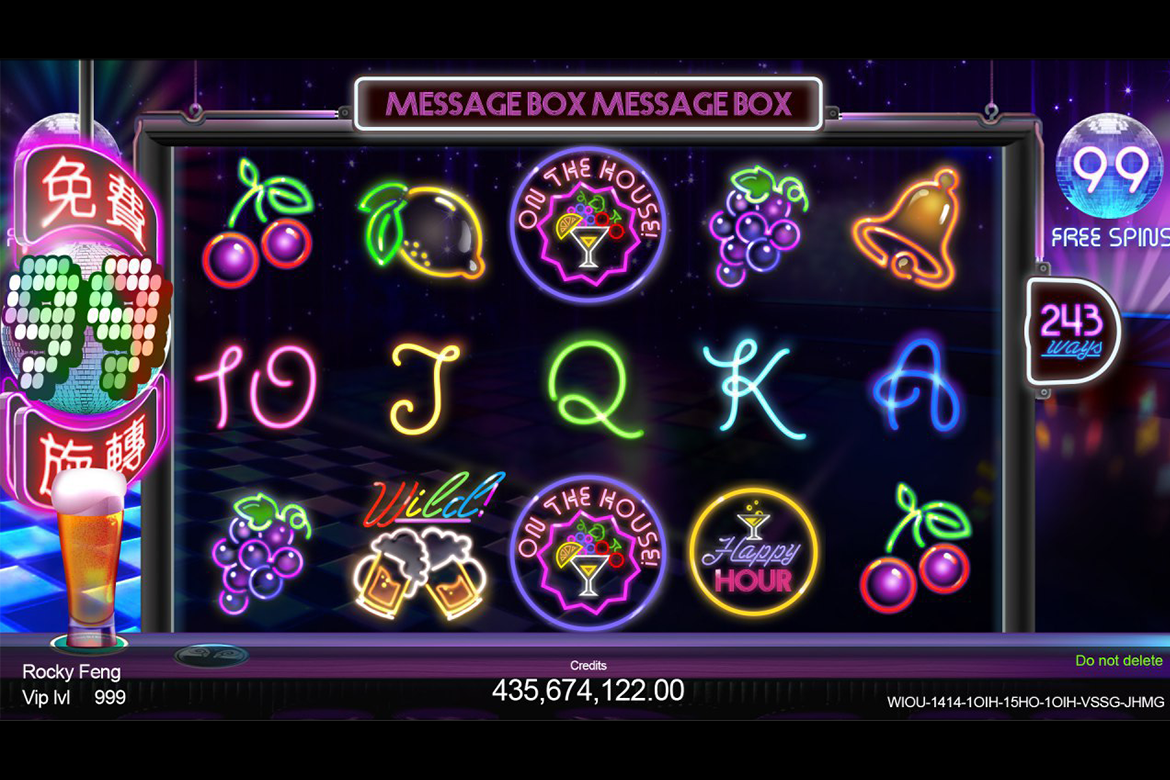 MESSAGE BOX MESSAGE BOX
免費
99
FREE SPINS
ON THE HOUSE!
243
ways
10 J Q K A
旋轉
Wild!
ON THE HOUSE!
Happy
HOUR
Rocky Feng
Vip lvl 999
Credits
435,674,122.00
Do not delete
WIOU-1414-1OIH-15HO-1OIH-VSSG-JHMG